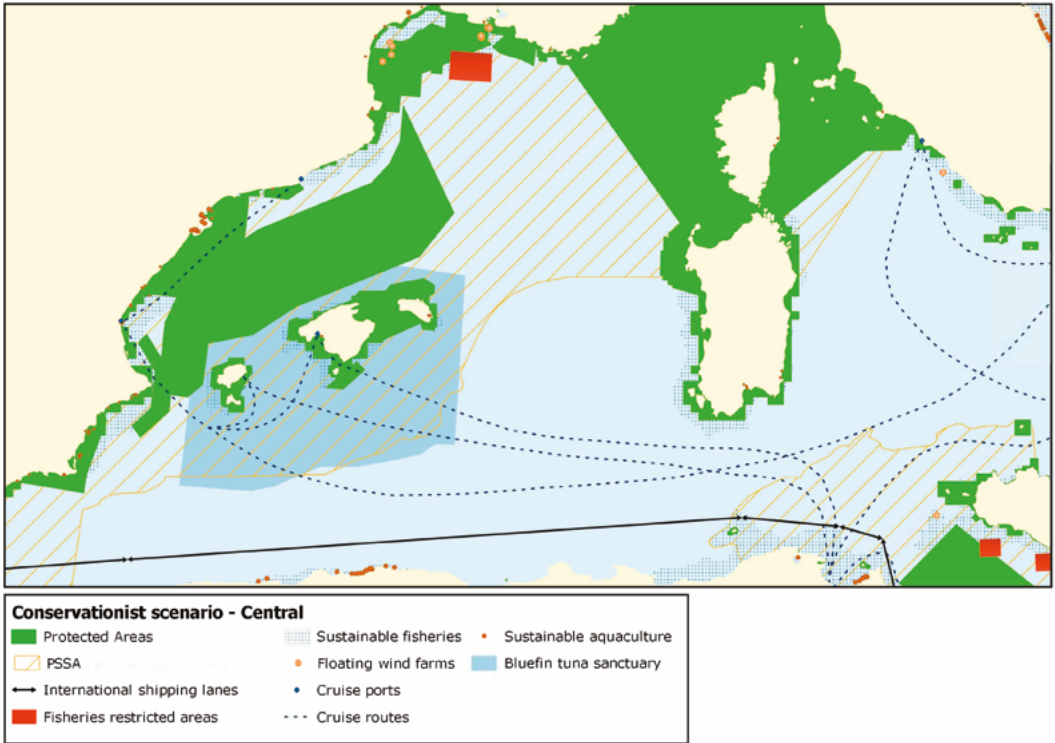 Conservationist scenario - Central
Protected Areas
PSSA
International shipping lanes
Fisheries restricted areas
Sustainable fisheries
Floating wind farms
Cruise ports
Cruise routes
Sustainable aquaculture
Bluefin tuna sanctuary